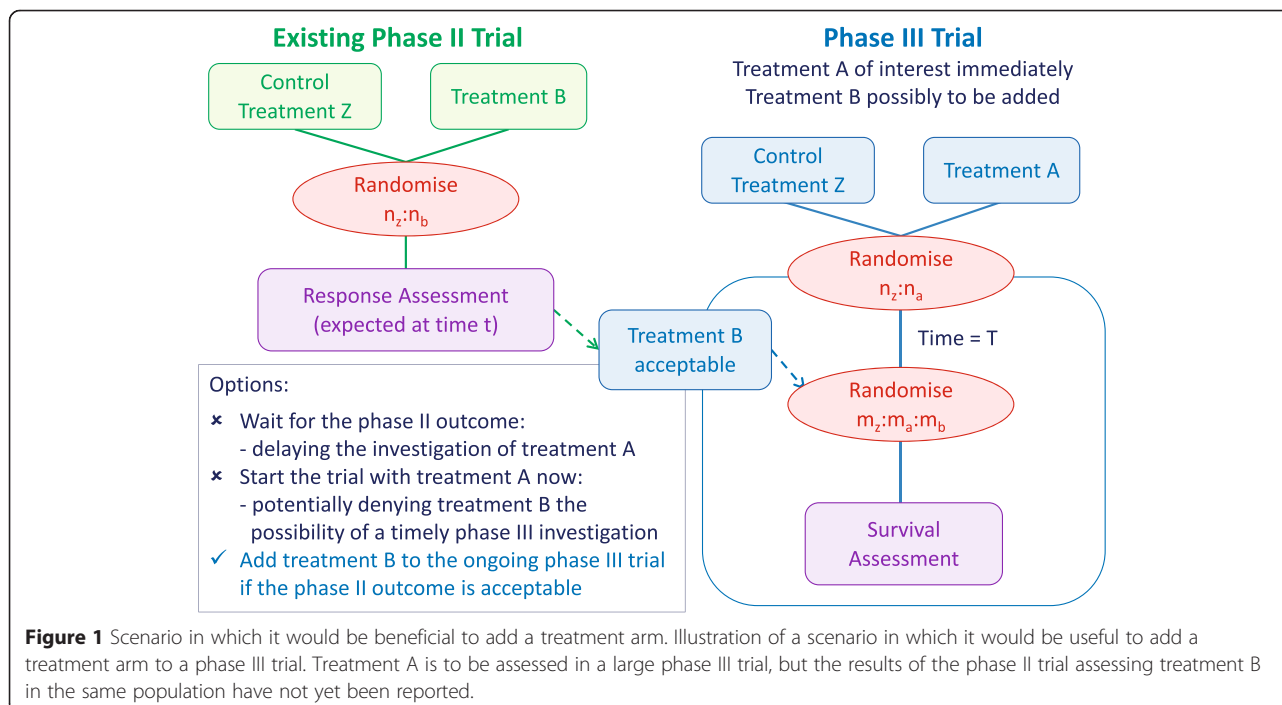 Existing Phase II Trial
Control
Treatment Z
Treatment B
Randomise
n_z:n_b
Response Assessment
(expected at time t)
Phase III Trial
Treatment A of interest immediately
Treatment B possibly to be added
Control
Treatment Z
Treatment A
Randomise
n_z:n_a
Time = T
Treatment B
acceptable
Randomise
m_z:m_a:m_b
Survival
Assessment
Options:
✘ Wait for the phase II outcome:
- delaying the investigation of treatment A
✘ Start the trial with treatment A now:
- potentially denying treatment B the
possibility of a timely phase III investigation
✓ Add treatment B to the ongoing phase III trial
if the phase II outcome is acceptable
Figure 1 Scenario in which it would be beneficial to add a treatment arm. Illustration of a scenario in which it would be useful to add a
treatment arm to a phase III trial. Treatment A is to be assessed in a large phase III trial, but the results of the phase II trial assessing treatment B
in the same population have not yet been reported.